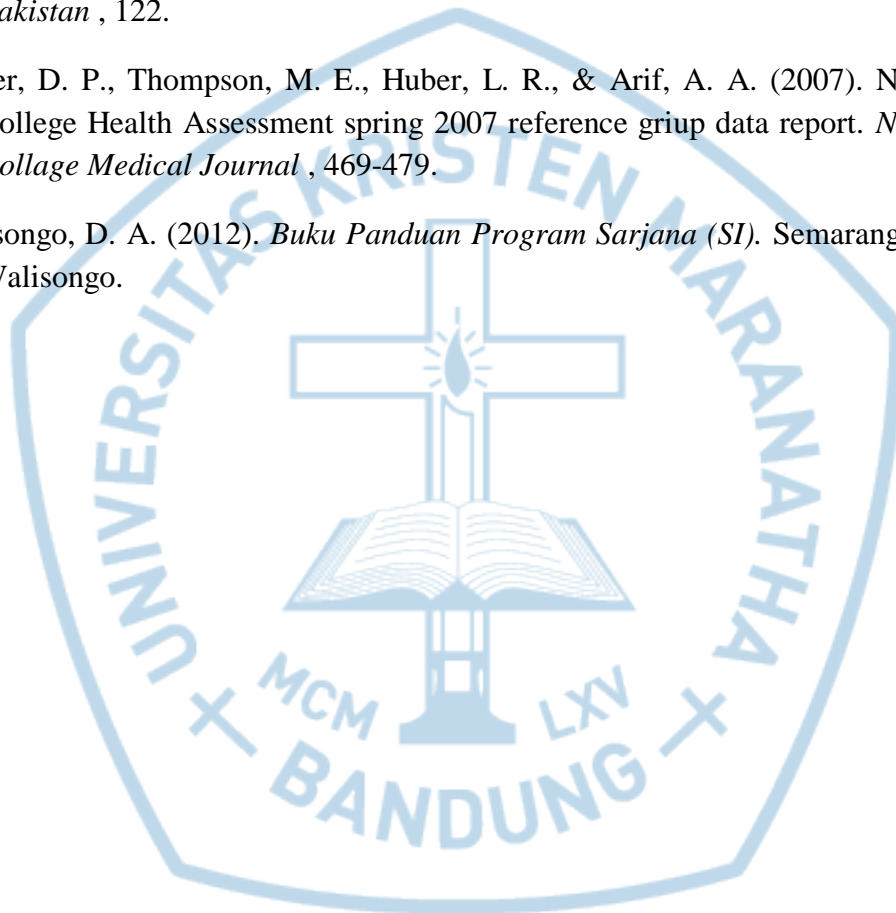 akistan , 122.
er, D. P., Thompson, M. E., Huber, L. R., & Arif, A. A. (2007). N
ollege Health Assessment spring 2007 reference griup data report. N
ollage Medical Journal , 469-479.
songo, D. A. (2012). Buku Panduan Program Sarjana (SI). Semarang
Valisongo.
UNIVERSITAS KRISTEN MARANATHA
MCM LXV
BANDUNG